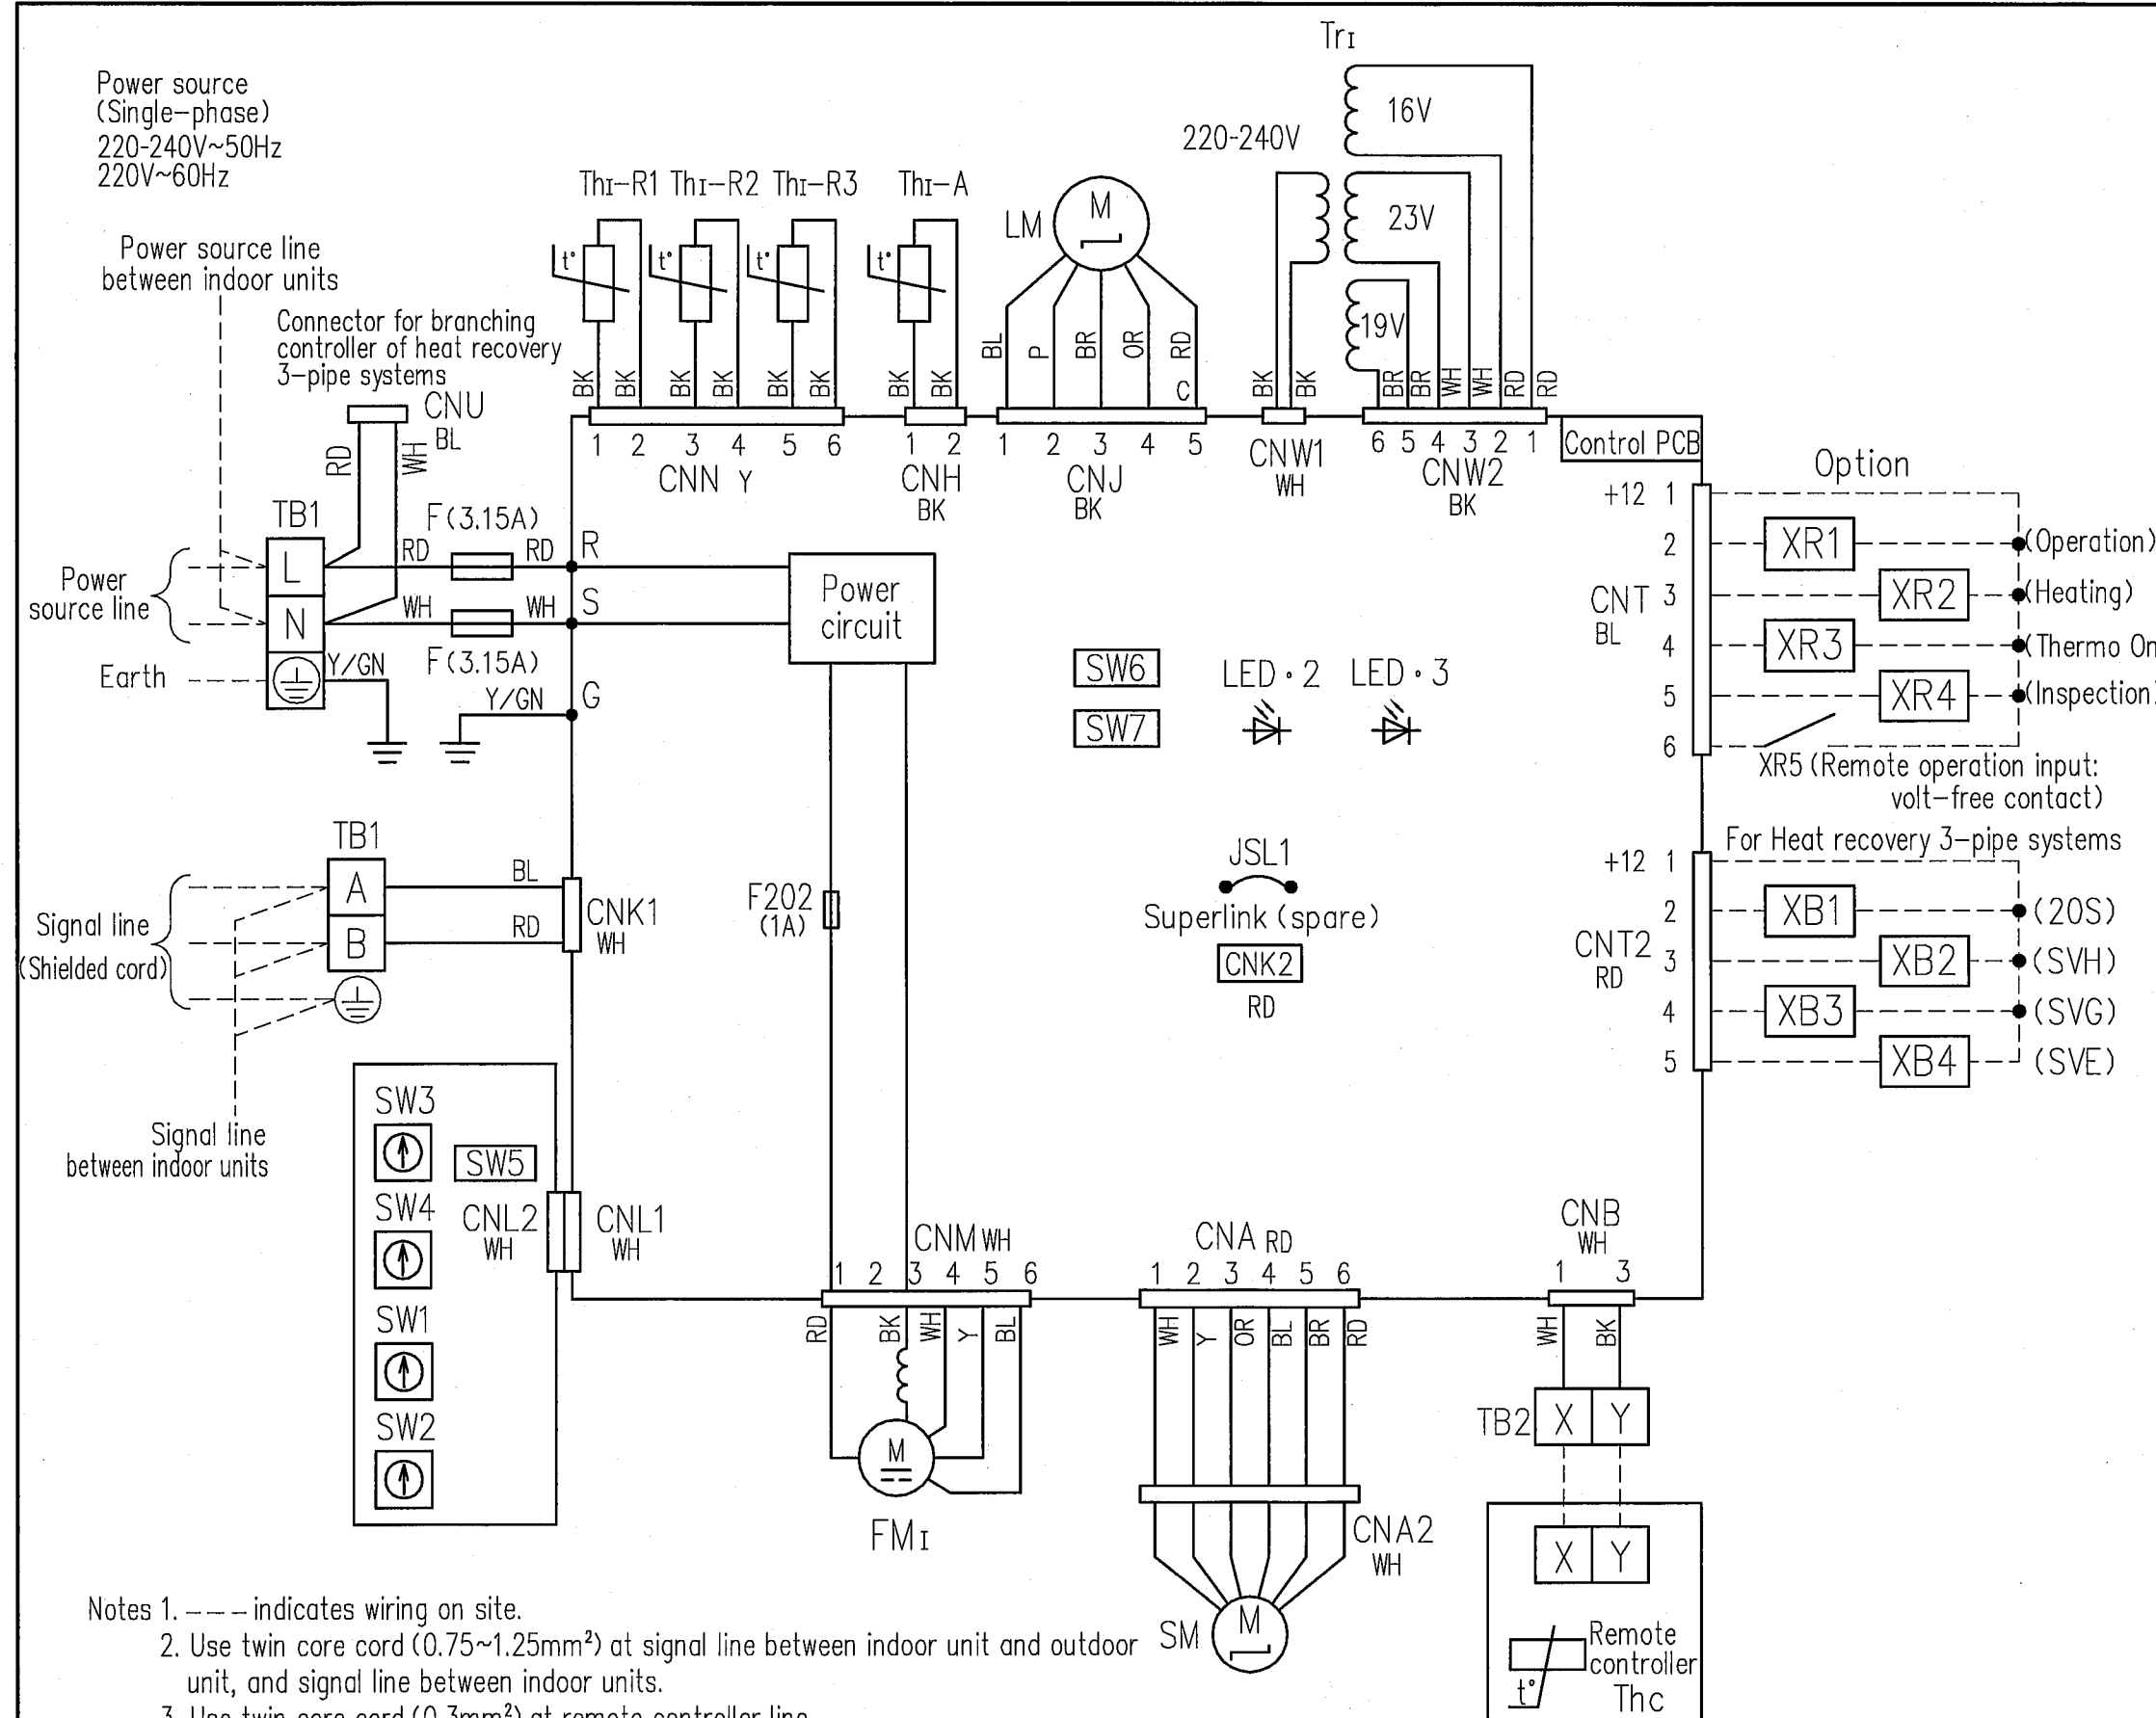 Power source
(Single-phase)
220-240V~50Hz
220V~60Hz
Power source line
between indoor units
Connector for branching
controller of heat recovery
3-pipe systems
CNU
BL
RD
WH
ThI-R1 ThI-R2 ThI-R3 ThI-A
t° t° t° t°
BK BK BK BK BK BK BK BK
1 2 3 4 5 6
CNN Y
1 2
CNH
BK
LM
M
BL P BR OR RD
C
1 2 3 4 5
CNJ
BK
TrI
220-240V
16V
23V
19V
BK BK
CNW1
WH
BR BR WH WH RD RD
6 5 4 3 2 1
CNW2
BK
Control PCB
Option
+12 1
2 XR1 (Operation)
CNT 3 XR2 (Heating)
BL
4 XR3 (Thermo On
5 XR4 (Inspection)
6
XR5 (Remote operation input:
volt-free contact)
For Heat recovery 3-pipe systems
+12 1
2 XB1 (20S)
CNT2 3 XB2 (SVH)
RD
4 XB3 (SVG)
5 XB4 (SVE)
TB1
L
N
Power
source line
Earth
Y/GN
F(3.15A)
RD RD R
WH WH S
F(3.15A)
Y/GN G
Power
circuit
SW6
SW7
LED・2 LED・3
F202
(1A)
JSL1
Superlink (spare)
CNK2
RD
TB1
A
B
BL
RD
CNK1
WH
Signal line
(Shielded cord)
Signal line
between indoor units
SW3
SW5
SW4
CNL2
WH
CNL1
WH
SW1
SW2
CNM WH
1 2 3 4 5 6
RD BK WH Y BL
M
FMI
CNA RD
1 2 3 4 5 6
WH Y OR BL BR RD
CNA2
WH
SM
M
CNB
WH
1 3
WH BK
TB2 X Y
X Y
Remote
controller
t° Thc
Notes 1. --- indicates wiring on site.
2. Use twin core cord (0.75~1.25mm²) at signal line between indoor unit and outdoor
unit, and signal line between indoor units.
3. Use twin core cord (0.3mm²) at remote controller line.